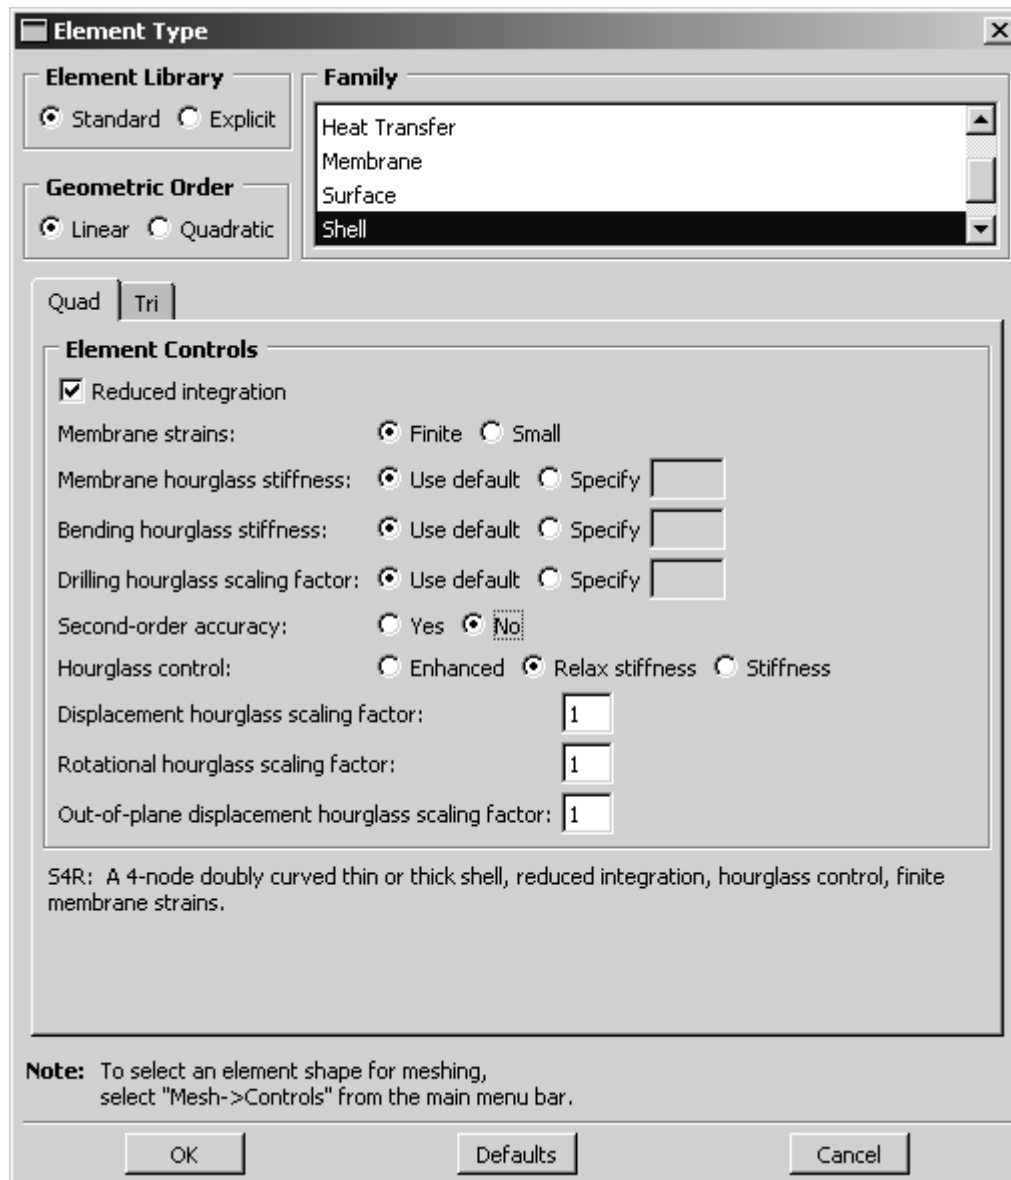 Element Type
Element Library
Standard Explicit
Family
Heat Transfer
Membrane
Surface
Shell
Geometric Order
Linear Quadratic
Quad Tri
Element Controls
Reduced integration
Membrane strains: Finite Small
Membrane hourglass stiffness: Use default Specify
Bending hourglass stiffness: Use default Specify
Drilling hourglass scaling factor: Use default Specify
Second-order accuracy: Yes No
Hourglass control: Enhanced Relax stiffness Stiffness
Displacement hourglass scaling factor: 1
Rotational hourglass scaling factor: 1
Out-of-plane displacement hourglass scaling factor: 1
S4R: A 4-node doubly curved thin or thick shell, reduced integration, hourglass control, finite
membrane strains.
Note: To select an element shape for meshing,
select "Mesh->Controls" from the main menu bar.
OK Defaults Cancel